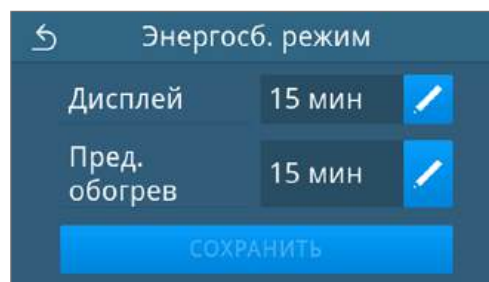 Энергосб. режим
Дисплей 15 мин
Пред.
обогрев 15 мин
СОХРАНИТЬ